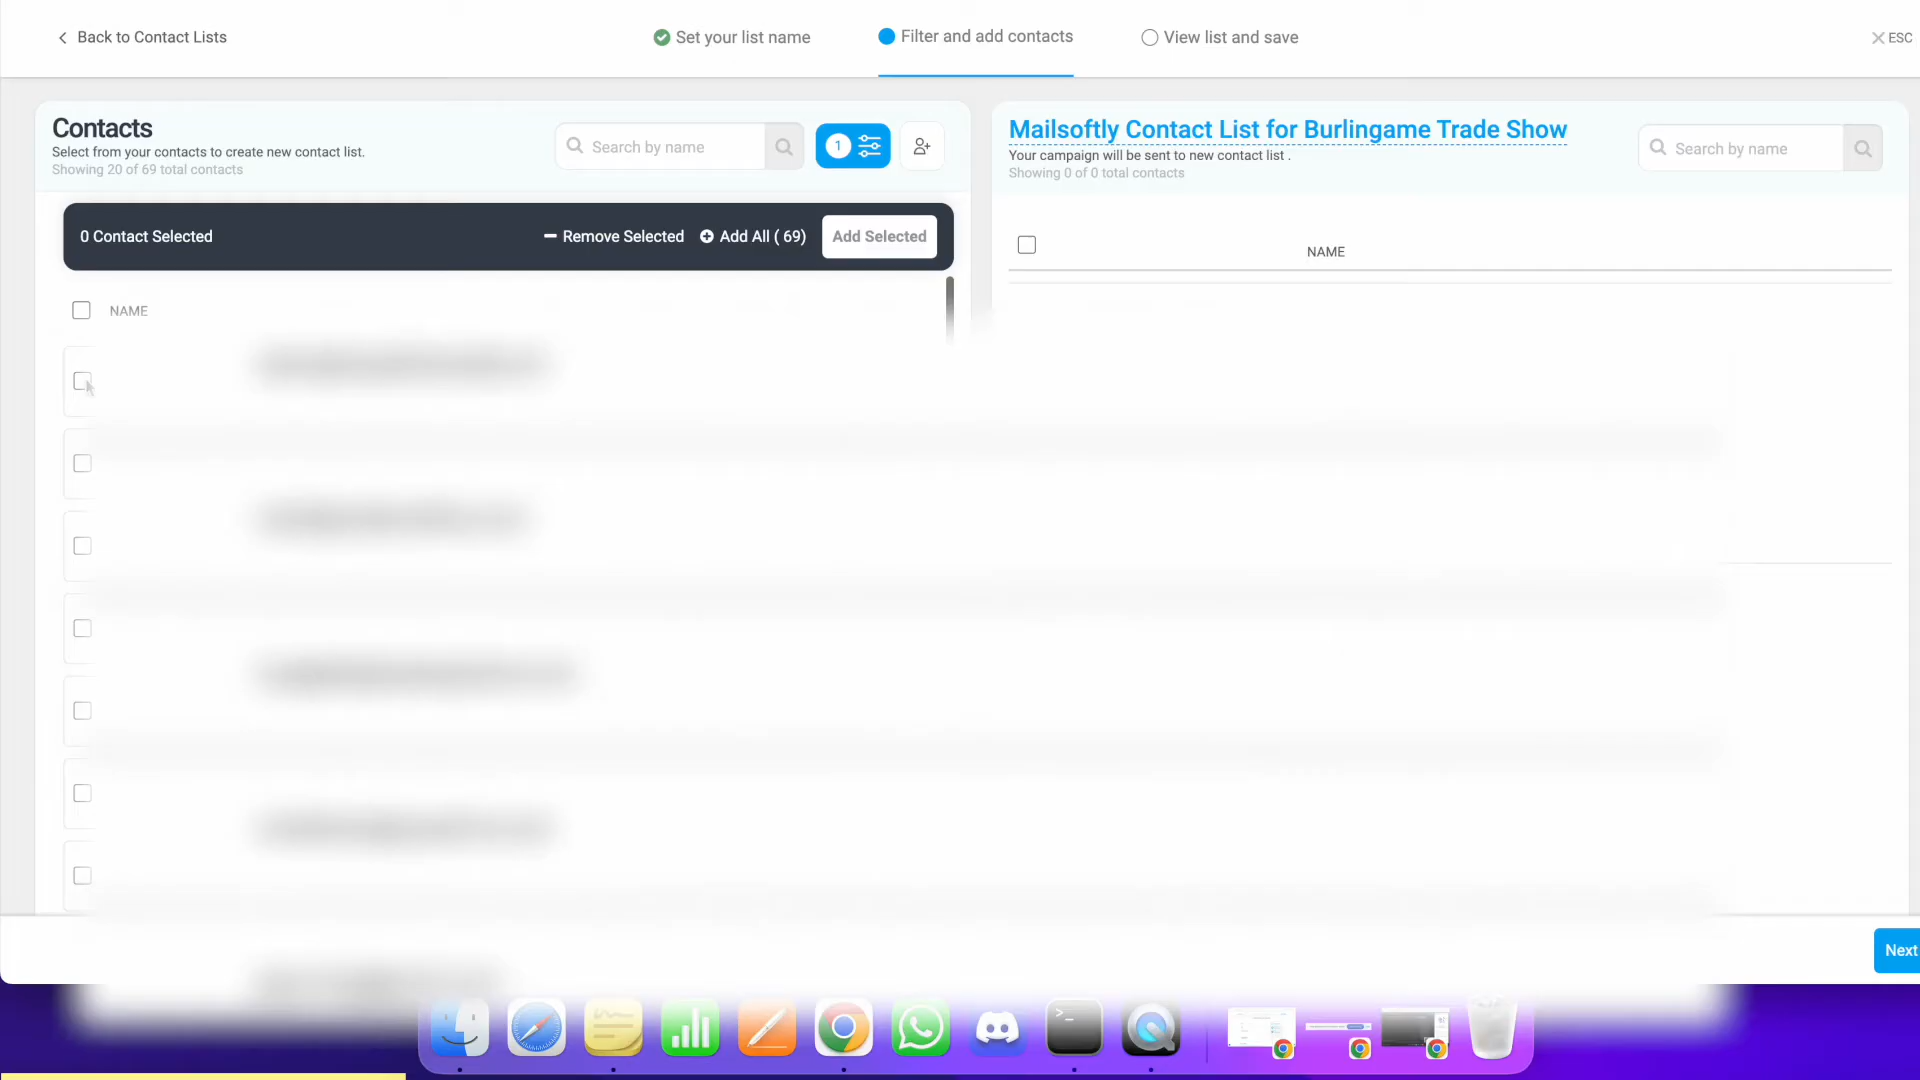 Back to Contact Lists
Set your list name
Filter and add contacts
View list and save
ESC
Contacts
Select from your contacts to create new contact list.
Showing 20 of 69 total contacts
Search by name
1
Mailsoftly Contact List for Burlingame Trade Show
Your campaign will be sent to new contact list .
Showing 0 of 0 total contacts
Search by name
0 Contact Selected
Remove Selected
Add All ( 69)
Add Selected
NAME
NAME
Next